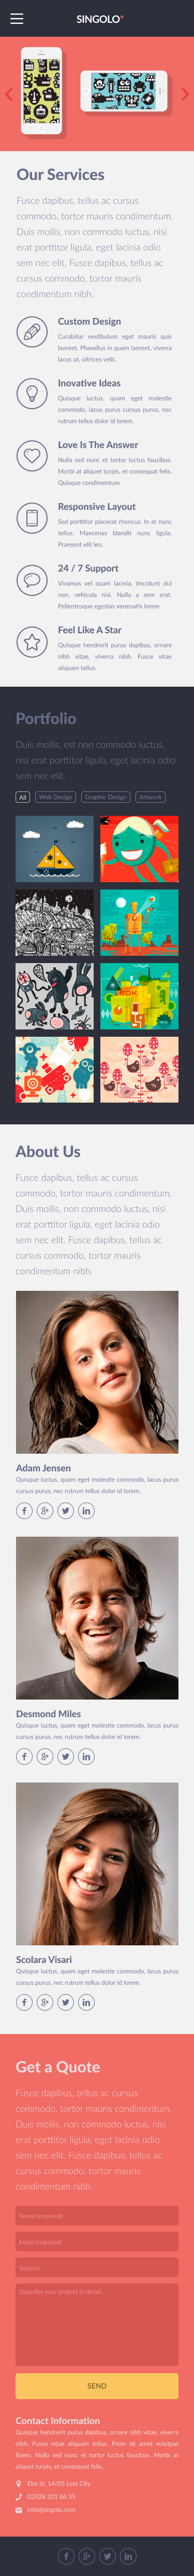 SINGOLO*
Our Services
Fusce dapibus, tellus ac cursus
commodo, tortor mauris condimentum.
Duis mollis, non commodo luctus, nisi
erat porttitor ligula, eget lacinia odio
sem nec elit. Fusce dapibus, tellus ac
cursus commodo, tortor mauris
condimentum nibh.
Custom Design
Curabitur vestibulum eget mauris quis
laoreet. Phasellus in quam laoreet, viverra
lacus ut, ultrices velit.
Inovative Ideas
Quisque luctus, quam eget molestie
commodo, lacus purus cursus purus, nec
rutrum tellus dolor id lorem.
Love Is The Answer
Nulla sed nunc et tortor luctus faucibus.
Morbi at aliquet turpis, et consequat felis.
Quisque condimentum.
Responsive Layout
Sed porttitor placerat rhoncus. In at nunc
tellus. Maecenas blandit nunc ligula.
Praesent elit leo.
24 / 7 Support
Vivamus vel quam lacinia, tincidunt dui
non, vehicula nisi. Nulla a sem erat.
Pellentesque egestas venenatis lorem .
Feel Like A Star
Quisque hendrerit purus dapibus, ornare
nibh vitae, viverra nibh. Fusce vitae
aliquam tellus.
Portfolio
Duis mollis, est non commodo luctus,
nisi erat porttitor ligula, eget lacinia odio
sem nec elit.
All Web Design Graphic Design Artwork
About Us
Fusce dapibus, tellus ac cursus
commodo, tortor mauris condimentum.
Duis mollis, non commodo luctus, nisi
erat porttitor ligula, eget lacinia odio
sem nec elit. Fusce dapibus, tellus ac
cursus commodo, tortor mauris
condimentum nibh.
Adam Jensen
Quisque luctus, quam eget molestie commodo, lacus purus
cursus purus, nec rutrum tellus dolor id lorem.
Desmond Miles
Quisque luctus, quam eget molestie commodo, lacus purus
cursus purus, nec rutrum tellus dolor id lorem.
Scolara Visari
Quisque luctus, quam eget molestie commodo, lacus purus
cursus purus, nec rutrum tellus dolor id lorem.
Get a Quote
Fusce dapibus, tellus ac cursus
commodo, tortor mauris condimentum.
Duis mollis, non commodo luctus, nisi
erat porttitor ligula, eget lacinia odio
sem nec elit. Fusce dapibus, tellus ac
cursus commodo, tortor mauris
condimentum nibh.
Name (required)
Email (required)
Subject
Describe your project in detail...
SEND
Contact Information
Quisque hendrerit purus dapibus, ornare nibh vitae, viverra
nibh. Fusce vitae aliquam tellus. Proin sit amet volutpat
libero. Nulla sed nunc et tortor luctus faucibus. Morbi at
aliquet turpis, et consequat felis.
Elm St. 14/05 Lost City
03528 331 86 35
info@singolo.com